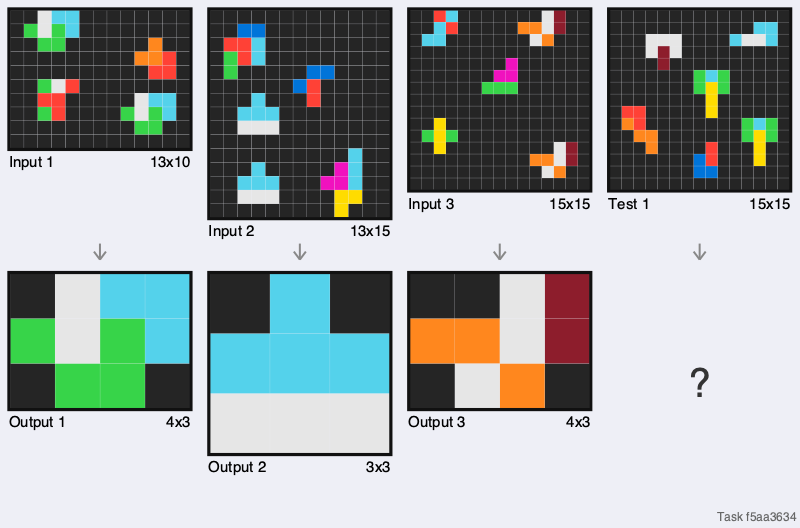 Input 1 13x10
Input 2 13x15
Input 3 15x15
Test 1 15x15
Output 1 4x3
Output 2 3x3
Output 3 4x3
?
Task f5aa3634